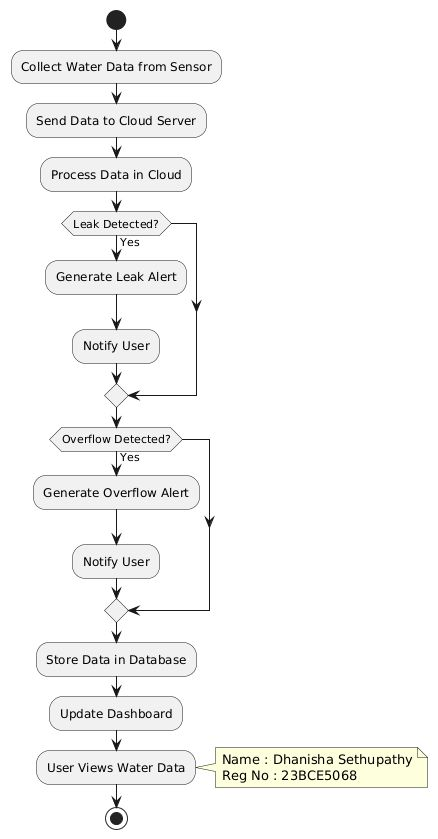 Collect Water Data from Sensor
Send Data to Cloud Server
Process Data in Cloud
Leak Detected?
Yes
Generate Leak Alert
Notify User
Overflow Detected?
Yes
Generate Overflow Alert
Notify User
Store Data in Database
Update Dashboard
User Views Water Data
Name : Dhanisha Sethupathy
Reg No : 23BCE5068